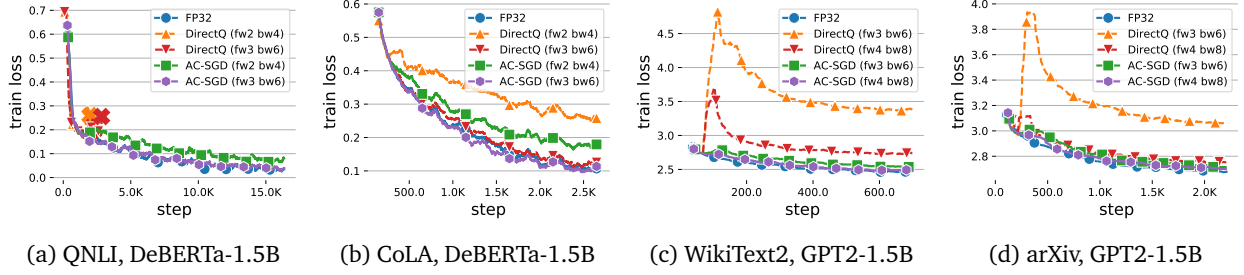 0.7
0.6
0.5
0.4
0.3
0.2
0.1
0.0
train loss
FP32
DirectQ (fw2 bw4)
DirectQ (fw3 bw6)
AC-SGD (fw2 bw4)
AC-SGD (fw3 bw6)
0.0 5.0K 10.0K 15.0K
step
(a) QNLI, DeBERTa-1.5B
0.6
0.5
0.4
0.3
0.2
0.1
train loss
FP32
DirectQ (fw2 bw4)
DirectQ (fw3 bw6)
AC-SGD (fw2 bw4)
AC-SGD (fw3 bw6)
500.0 1.0K 1.5K 2.0K 2.5K
step
(b) CoLA, DeBERTa-1.5B
4.5
4.0
3.5
3.0
2.5
train loss
FP32
DirectQ (fw3 bw6)
DirectQ (fw4 bw8)
AC-SGD (fw3 bw6)
AC-SGD (fw4 bw8)
200.0 400.0 600.0
step
(c) WikiText2, GPT2-1.5B
4.0
3.8
3.6
3.4
3.2
3.0
2.8
train loss
FP32
DirectQ (fw3 bw6)
DirectQ (fw4 bw8)
AC-SGD (fw3 bw6)
AC-SGD (fw4 bw8)
0.0 500.0 1.0K 1.5K 2.0K
step
(d) arXiv, GPT2-1.5B